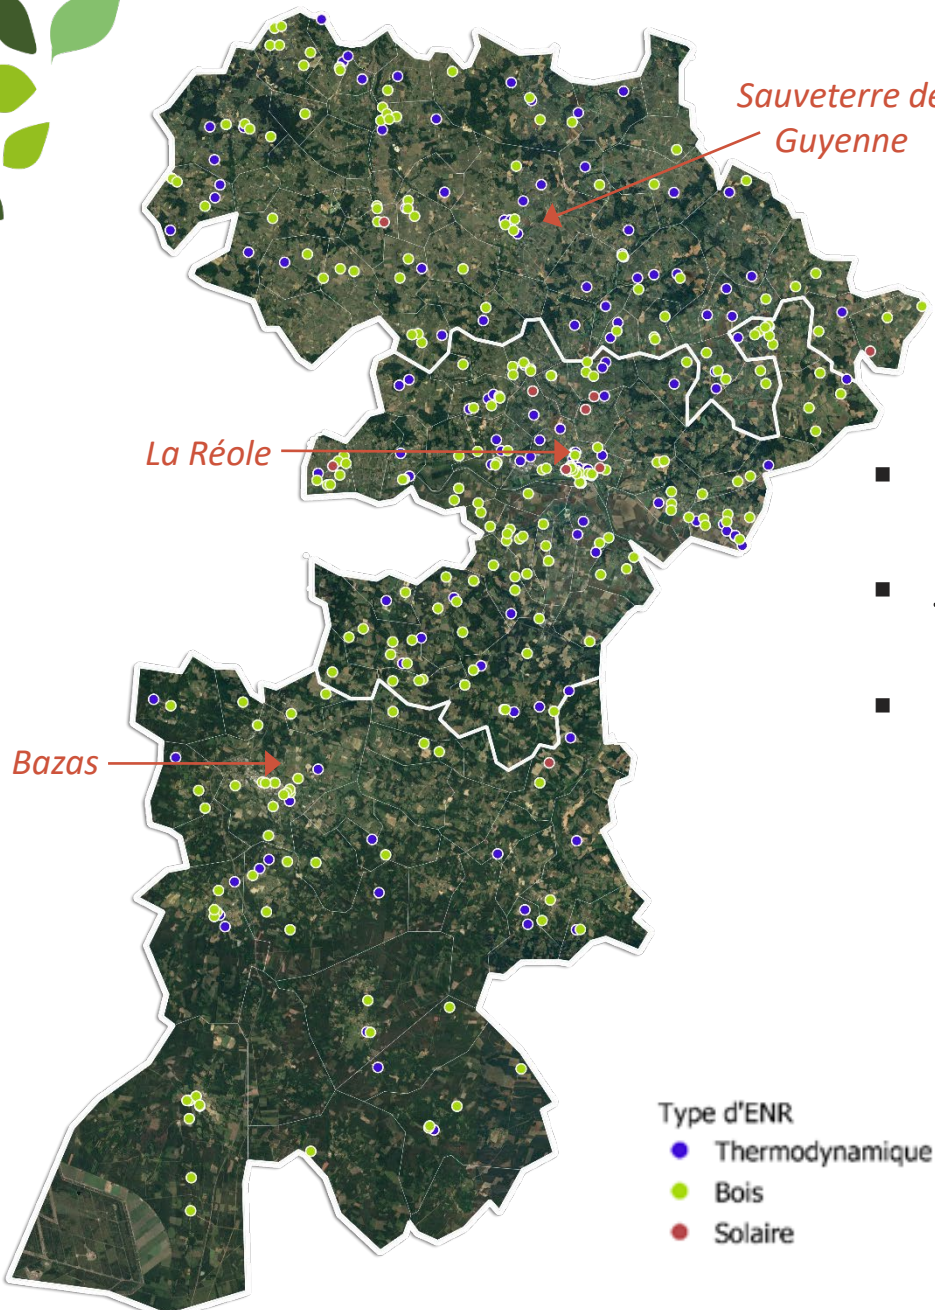 Sauveterre de
Guyenne
La Réole
Bazas
Type d'ENR
Thermodynamique
Bois
Solaire